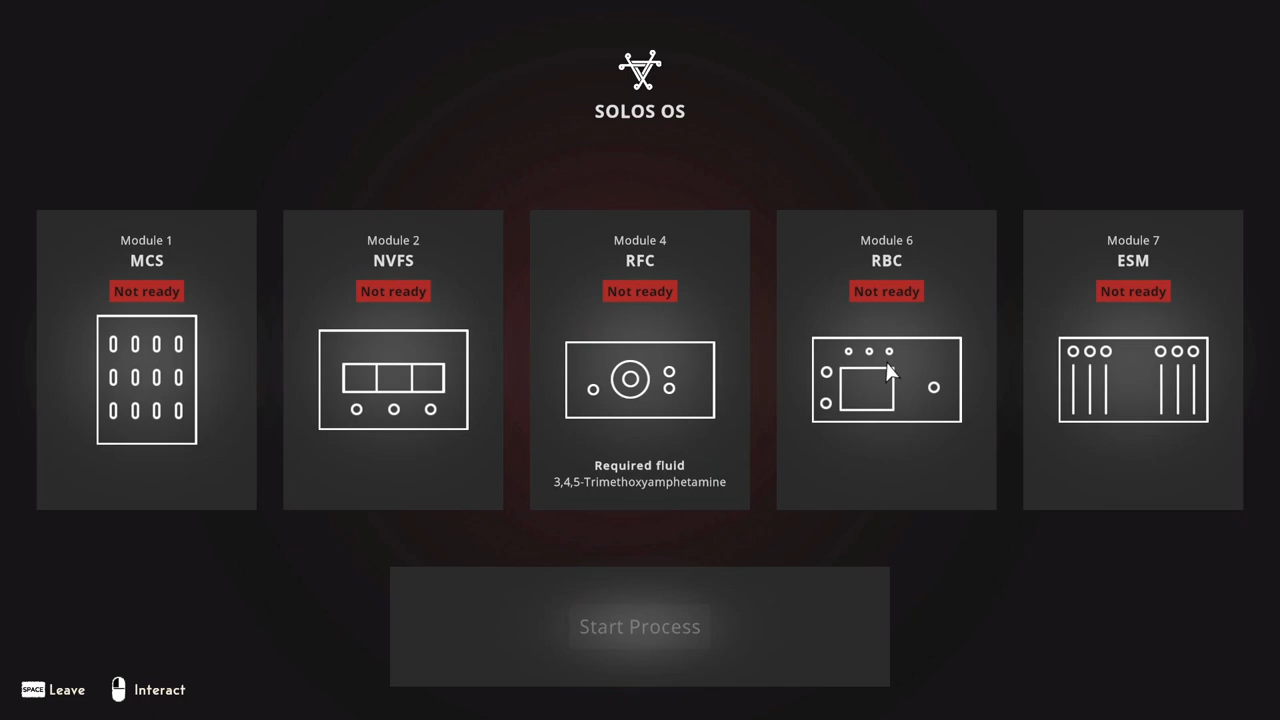 SOLOS OS
Module 1
MCS
Not ready
Module 2
NVFS
Not ready
Module 4
RFC
Not ready
Required fluid
3,4,5-Trimethoxyamphetamine
Module 6
RBC
Not ready
Module 7
ESM
Not ready
Start Process
SPACE Leave
Interact